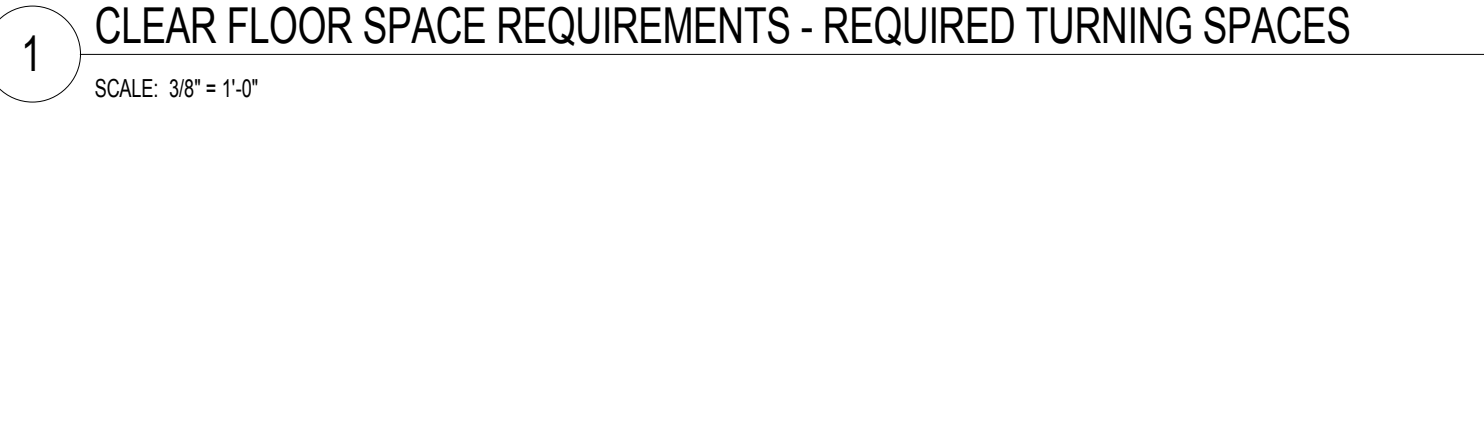 1
CLEAR FLOOR SPACE REQUIREMENTS - REQUIRED TURNING SPACES
SCALE: 3/8" = 1'-0"